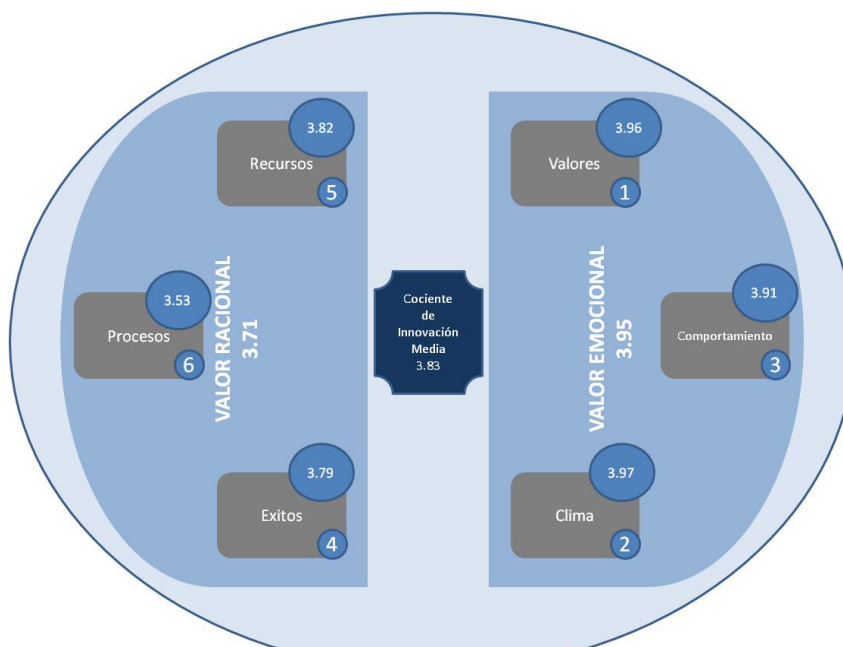 3.82
Recursos
5
3.53
Procesos
6
VALOR RACIONAL
3.71
3.79
Exitos
4
Cociente
de
Innovación
Media
3.83
3.96
Valores
1
VALOR EMOCIONAL
3.95
3.91
Comportamiento
3
3.97
Clima
2